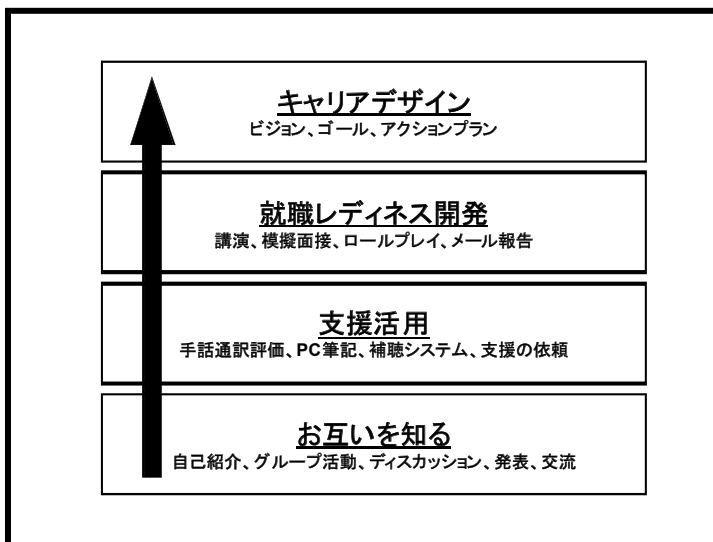 キャリアデザイン
ビジョン、ゴール、アクションプラン
就職レディネス開発
講演、模擬面接、ロールプレイ、メール報告
支援活用
手話通訳評価、PC筆記、補聴システム、支援の依頼
お互いを知る
自己紹介、グループ活動、ディスカッション、発表、交流